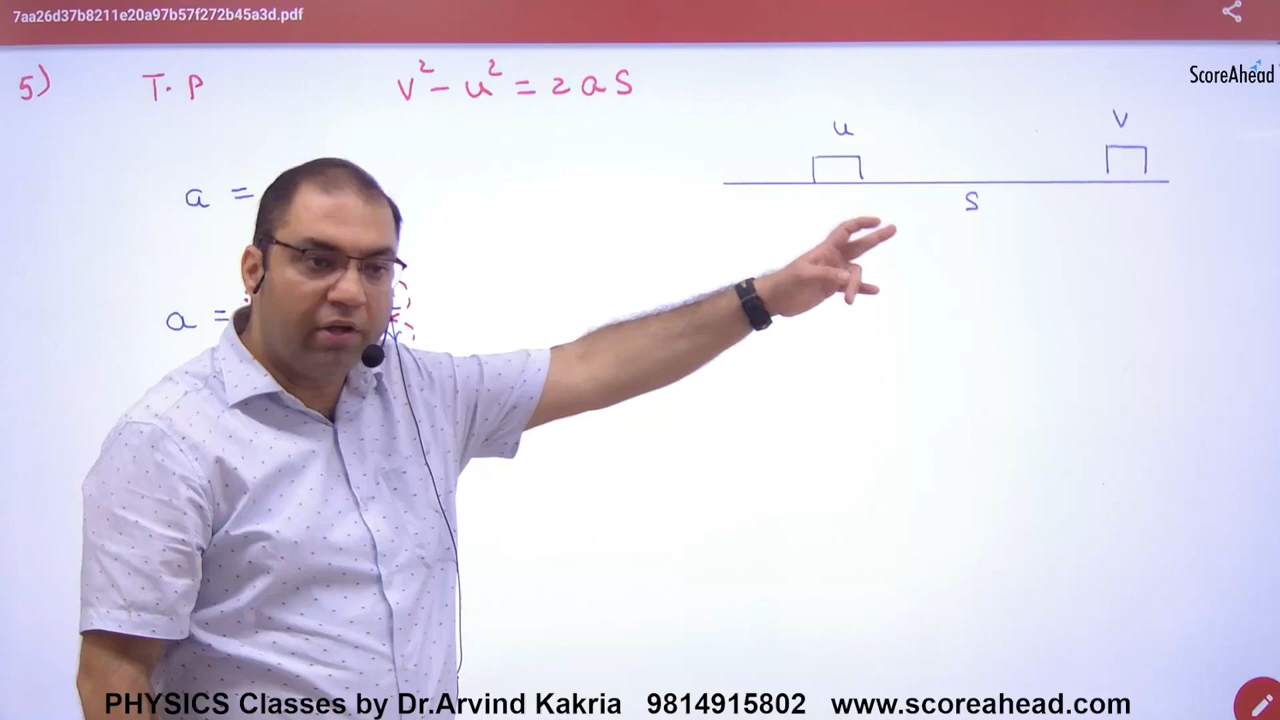 7aa26d37b8211e20a97b57f272b45a3d.pdf
ScoreAhead
5) T.P v² - u² = 2aS
u v
a =
S
a =
PHYSICS Classes by Dr.Arvind Kakria 9814915802 www.scoreahead.com